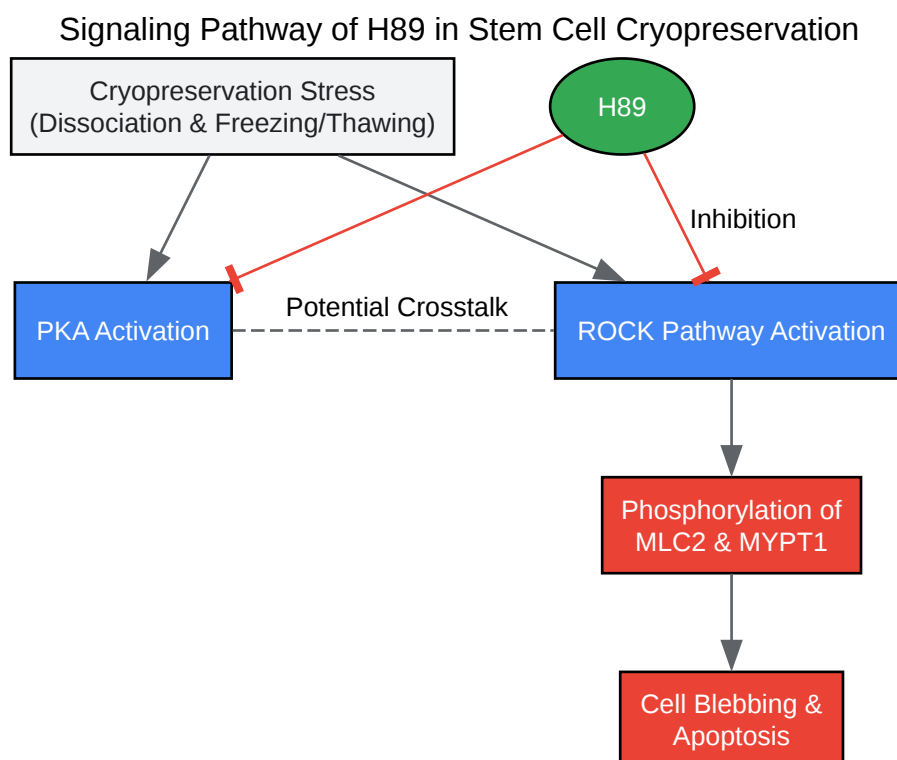 Signaling Pathway of H89 in Stem Cell Cryopreservation
Cryopreservation Stress
(Dissociation & Freezing/Thawing)
H89
Inhibition
PKA Activation
Potential Crosstalk
ROCK Pathway Activation
Phosphorylation of
MLC2 & MYPT1
Cell Blebbing &
Apoptosis